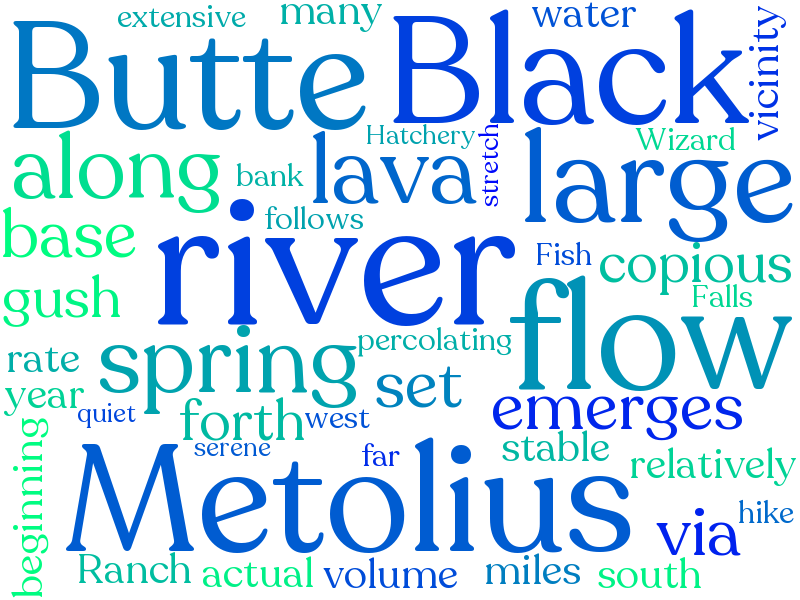 extensive many water
Butte Black vicinity
Hatchery Wizard
along bank lava stretch large
base follows
river Fish copious
gush Falls
flow
rate spring percolating
year set
quiet forth west emerges
serene far stable
beginning Metolius relatively
via hike
Ranch actual volume miles south